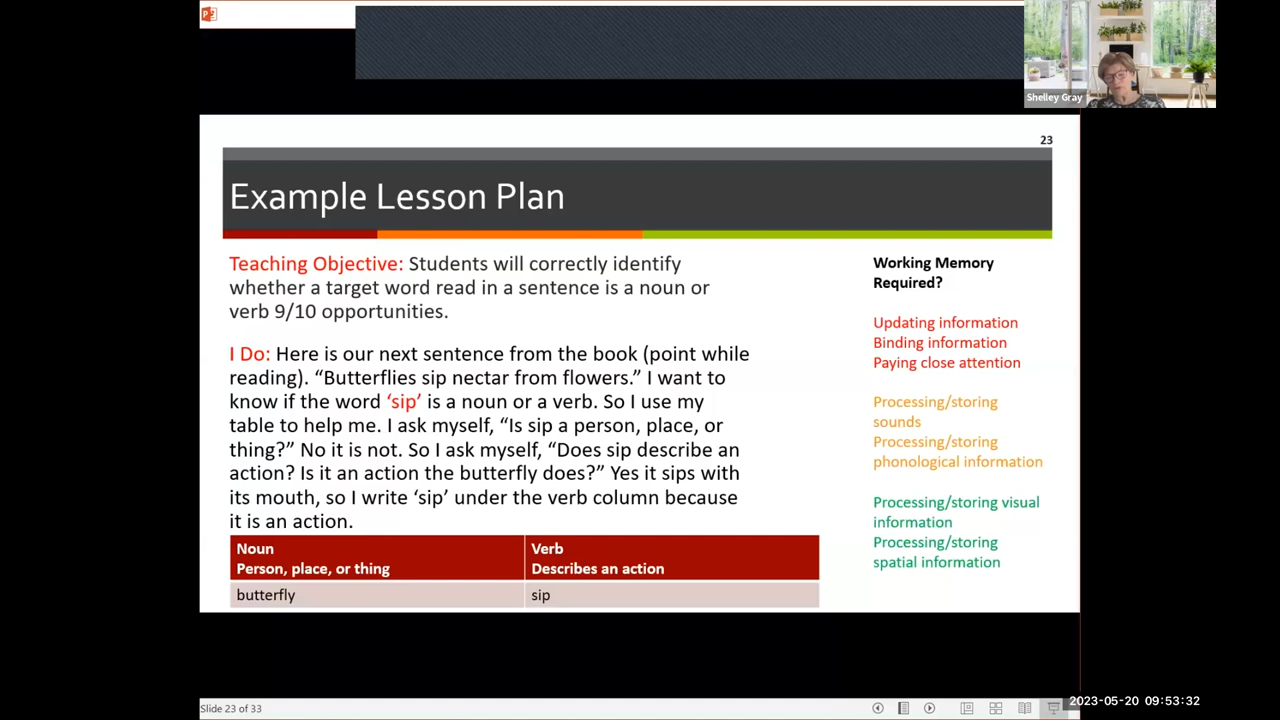 Shelley Gray
23
Example Lesson Plan
Teaching Objective: Students will correctly identify
whether a target word read in a sentence is a noun or
verb 9/10 opportunities.
I Do: Here is our next sentence from the book (point while
reading). “Butterflies sip nectar from flowers.” I want to
know if the word ‘sip’ is a noun or a verb. So I use my
table to help me. I ask myself, “Is sip a person, place, or
thing?” No it is not. So I ask myself, “Does sip describe an
action? Is it an action the butterfly does?” Yes it sips with
its mouth, so I write ‘sip’ under the verb column because
it is an action.
Noun
Person, place, or thing
Verb
Describes an action
butterfly
sip
Working Memory
Required?
Updating information
Binding information
Paying close attention
Processing/storing
sounds
Processing/storing
phonological information
Processing/storing visual
information
Processing/storing
spatial information
Slide 23 of 33
2023-05-20 09:53:32